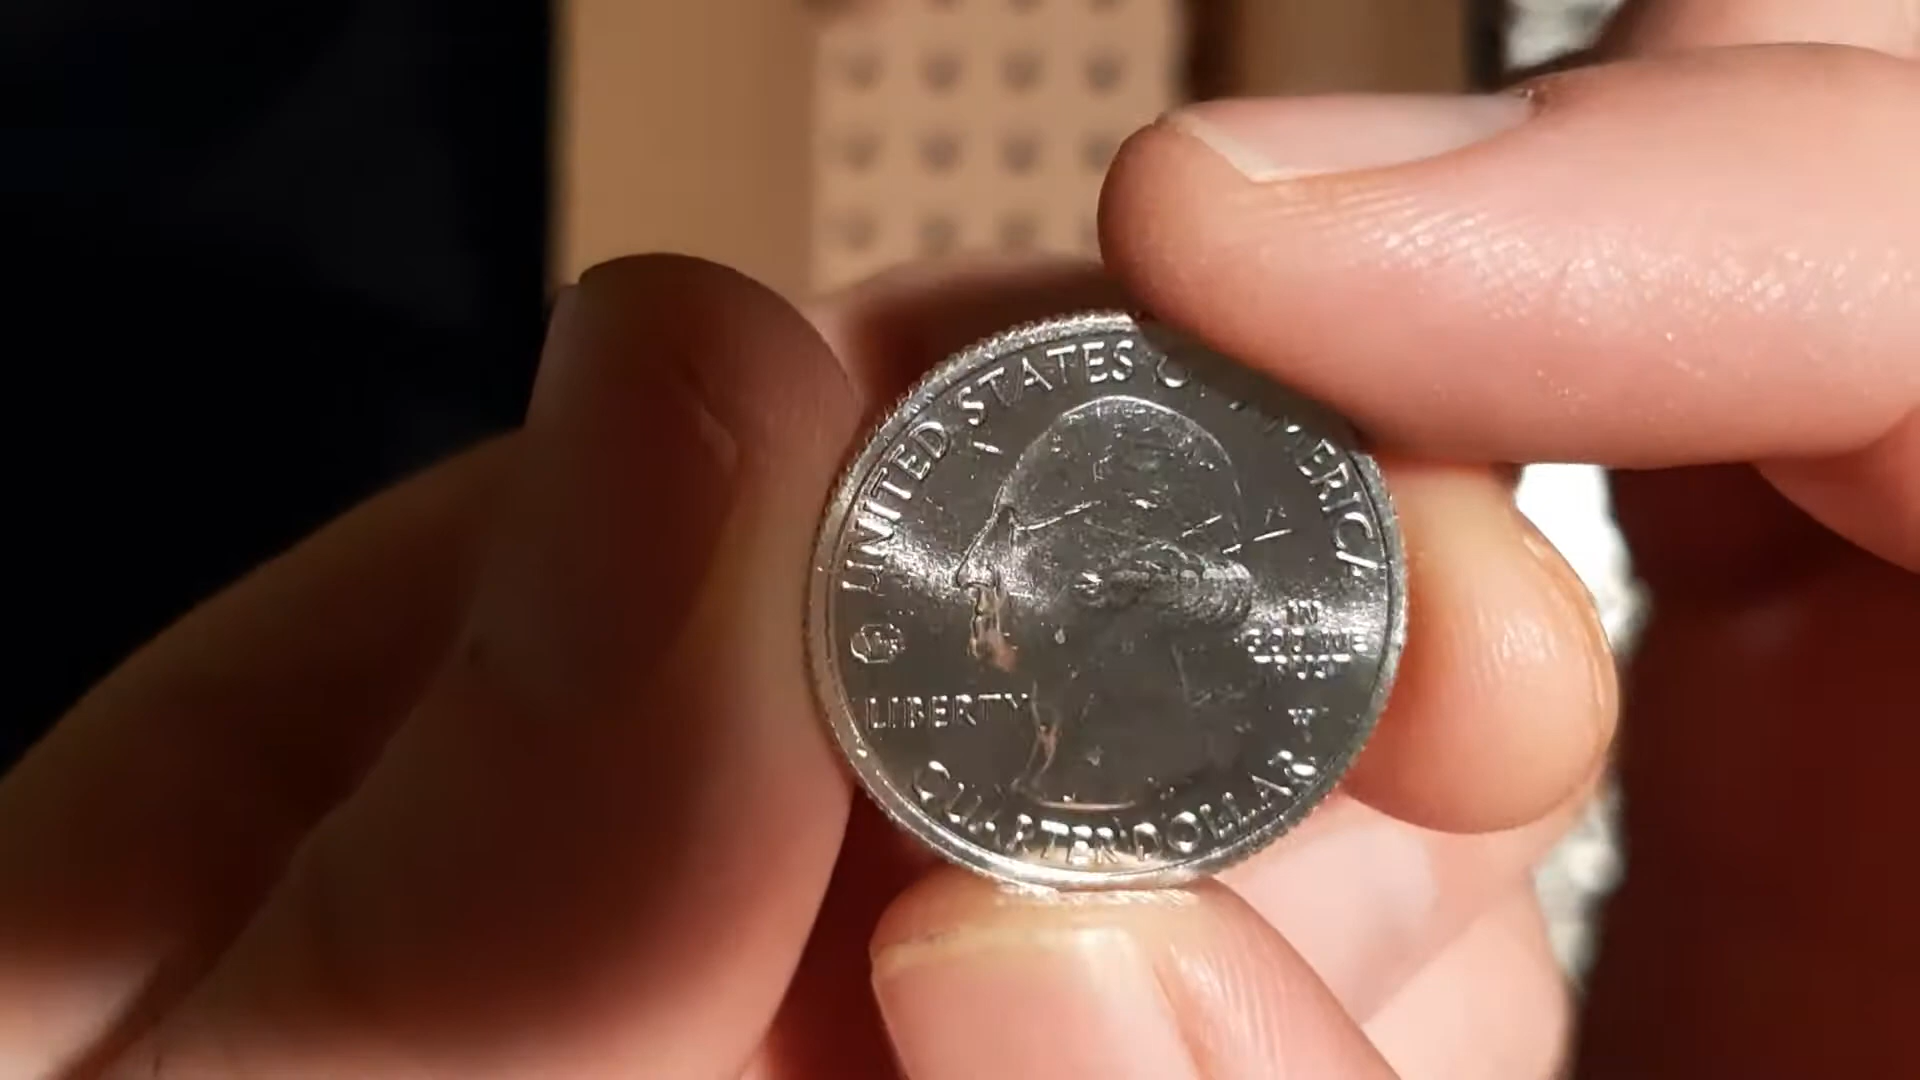 UNITED STATES OF AMERICA
LIBERTY
IN
GOD WE
TRUST
W
QUARTER DOLLAR